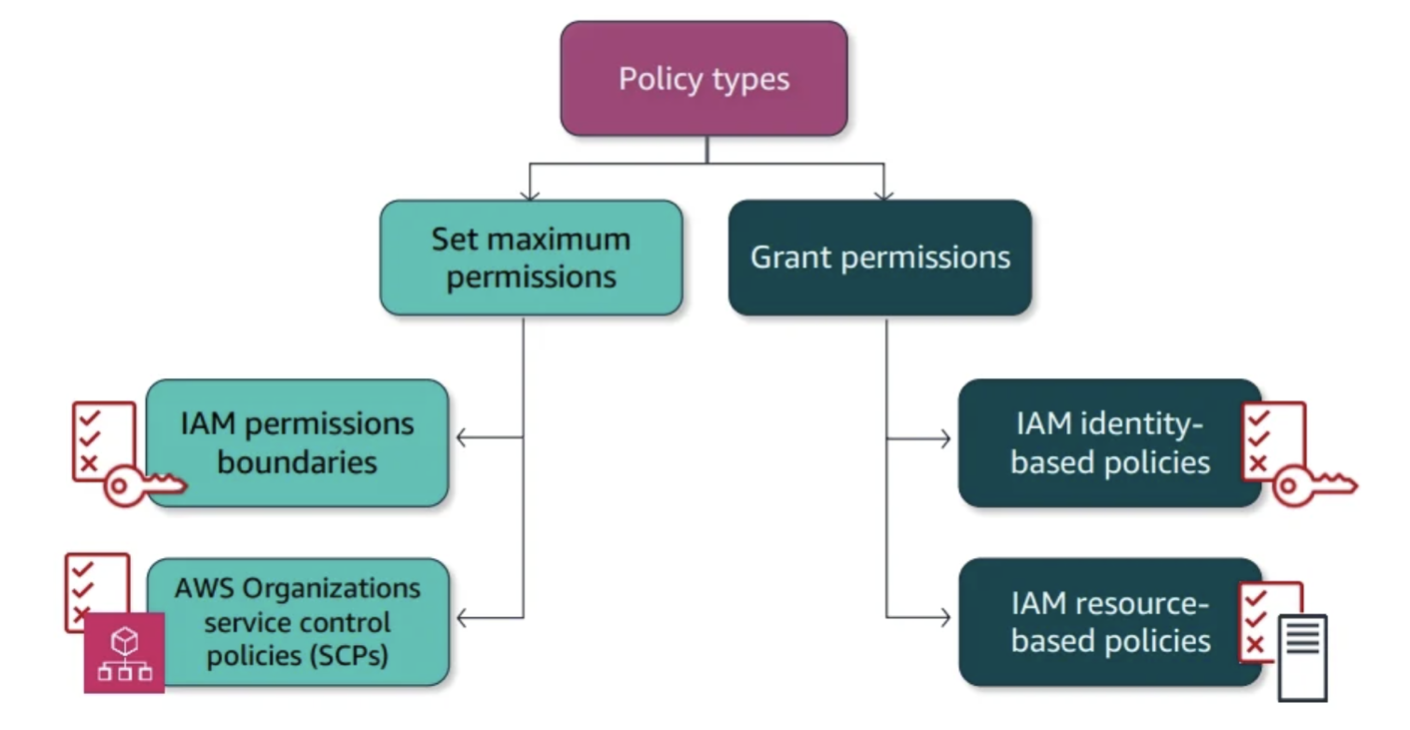 Policy types
Set maximum
permissions
Grant permissions
IAM permissions
boundaries
IAM identity-
based policies
AWS Organizations
service control
policies (SCPs)
IAM resource-
based policies